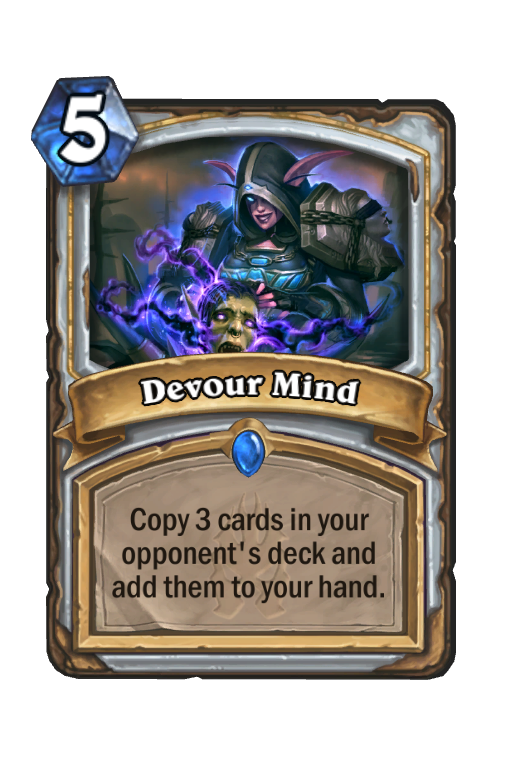 5
Devour Mind
Copy 3 cards in your
opponent's deck and
add them to your hand.